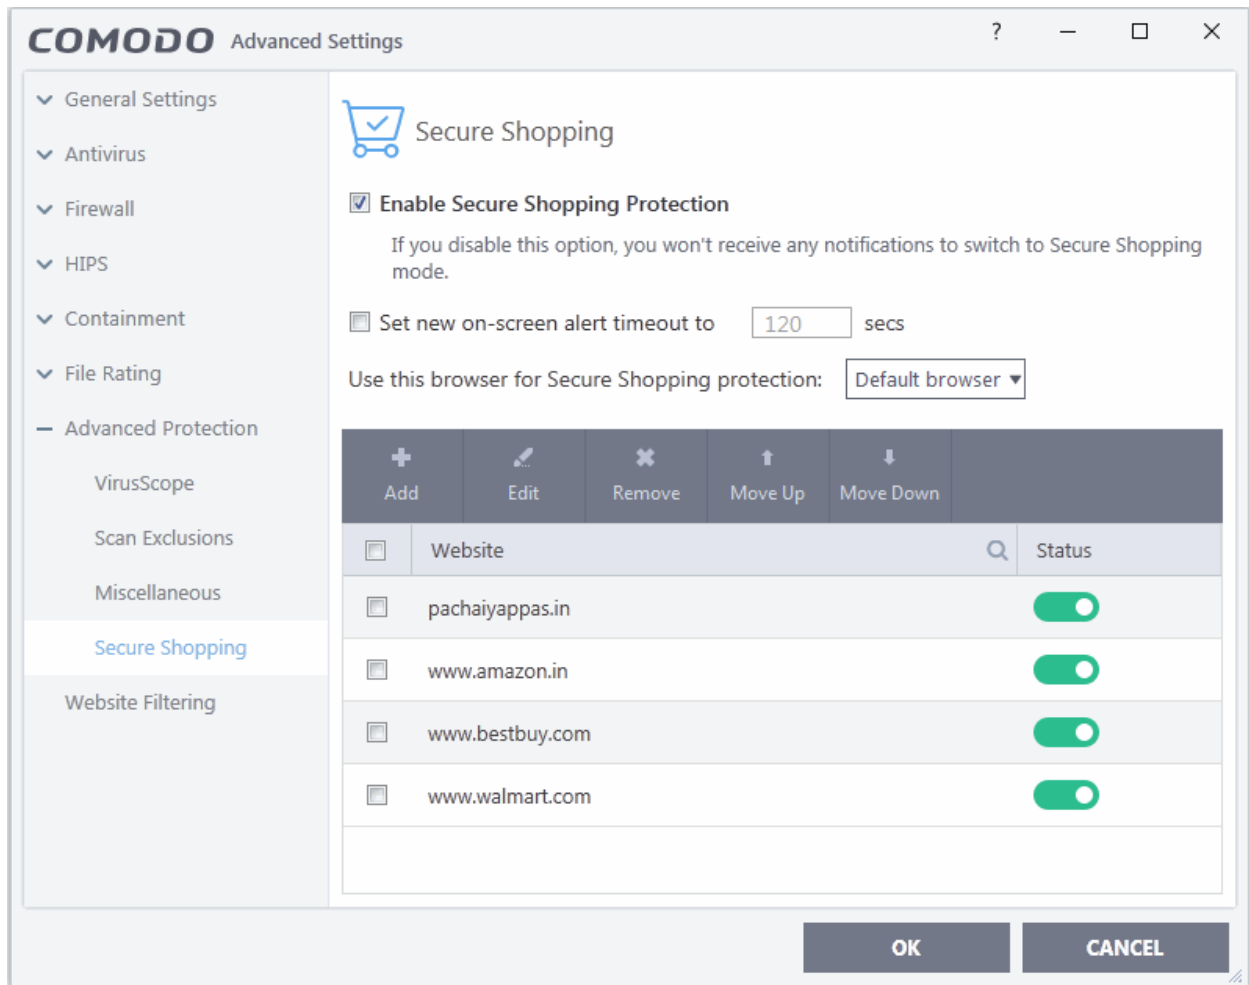 COMODO Advanced Settings ?
General Settings
Antivirus
Firewall
HIPS
Containment
File Rating
Advanced Protection
VirusScope
Scan Exclusions
Miscellaneous
Secure Shopping
Website Filtering
Secure Shopping
Enable Secure Shopping Protection
If you disable this option, you won't receive any notifications to switch to Secure Shopping
mode.
Set new on-screen alert timeout to 120 secs
Use this browser for Secure Shopping protection: Default browser
Add Edit Remove Move Up Move Down
Website Status
pachaiyappas.in
www.amazon.in
www.bestbuy.com
www.walmart.com
OK CANCEL